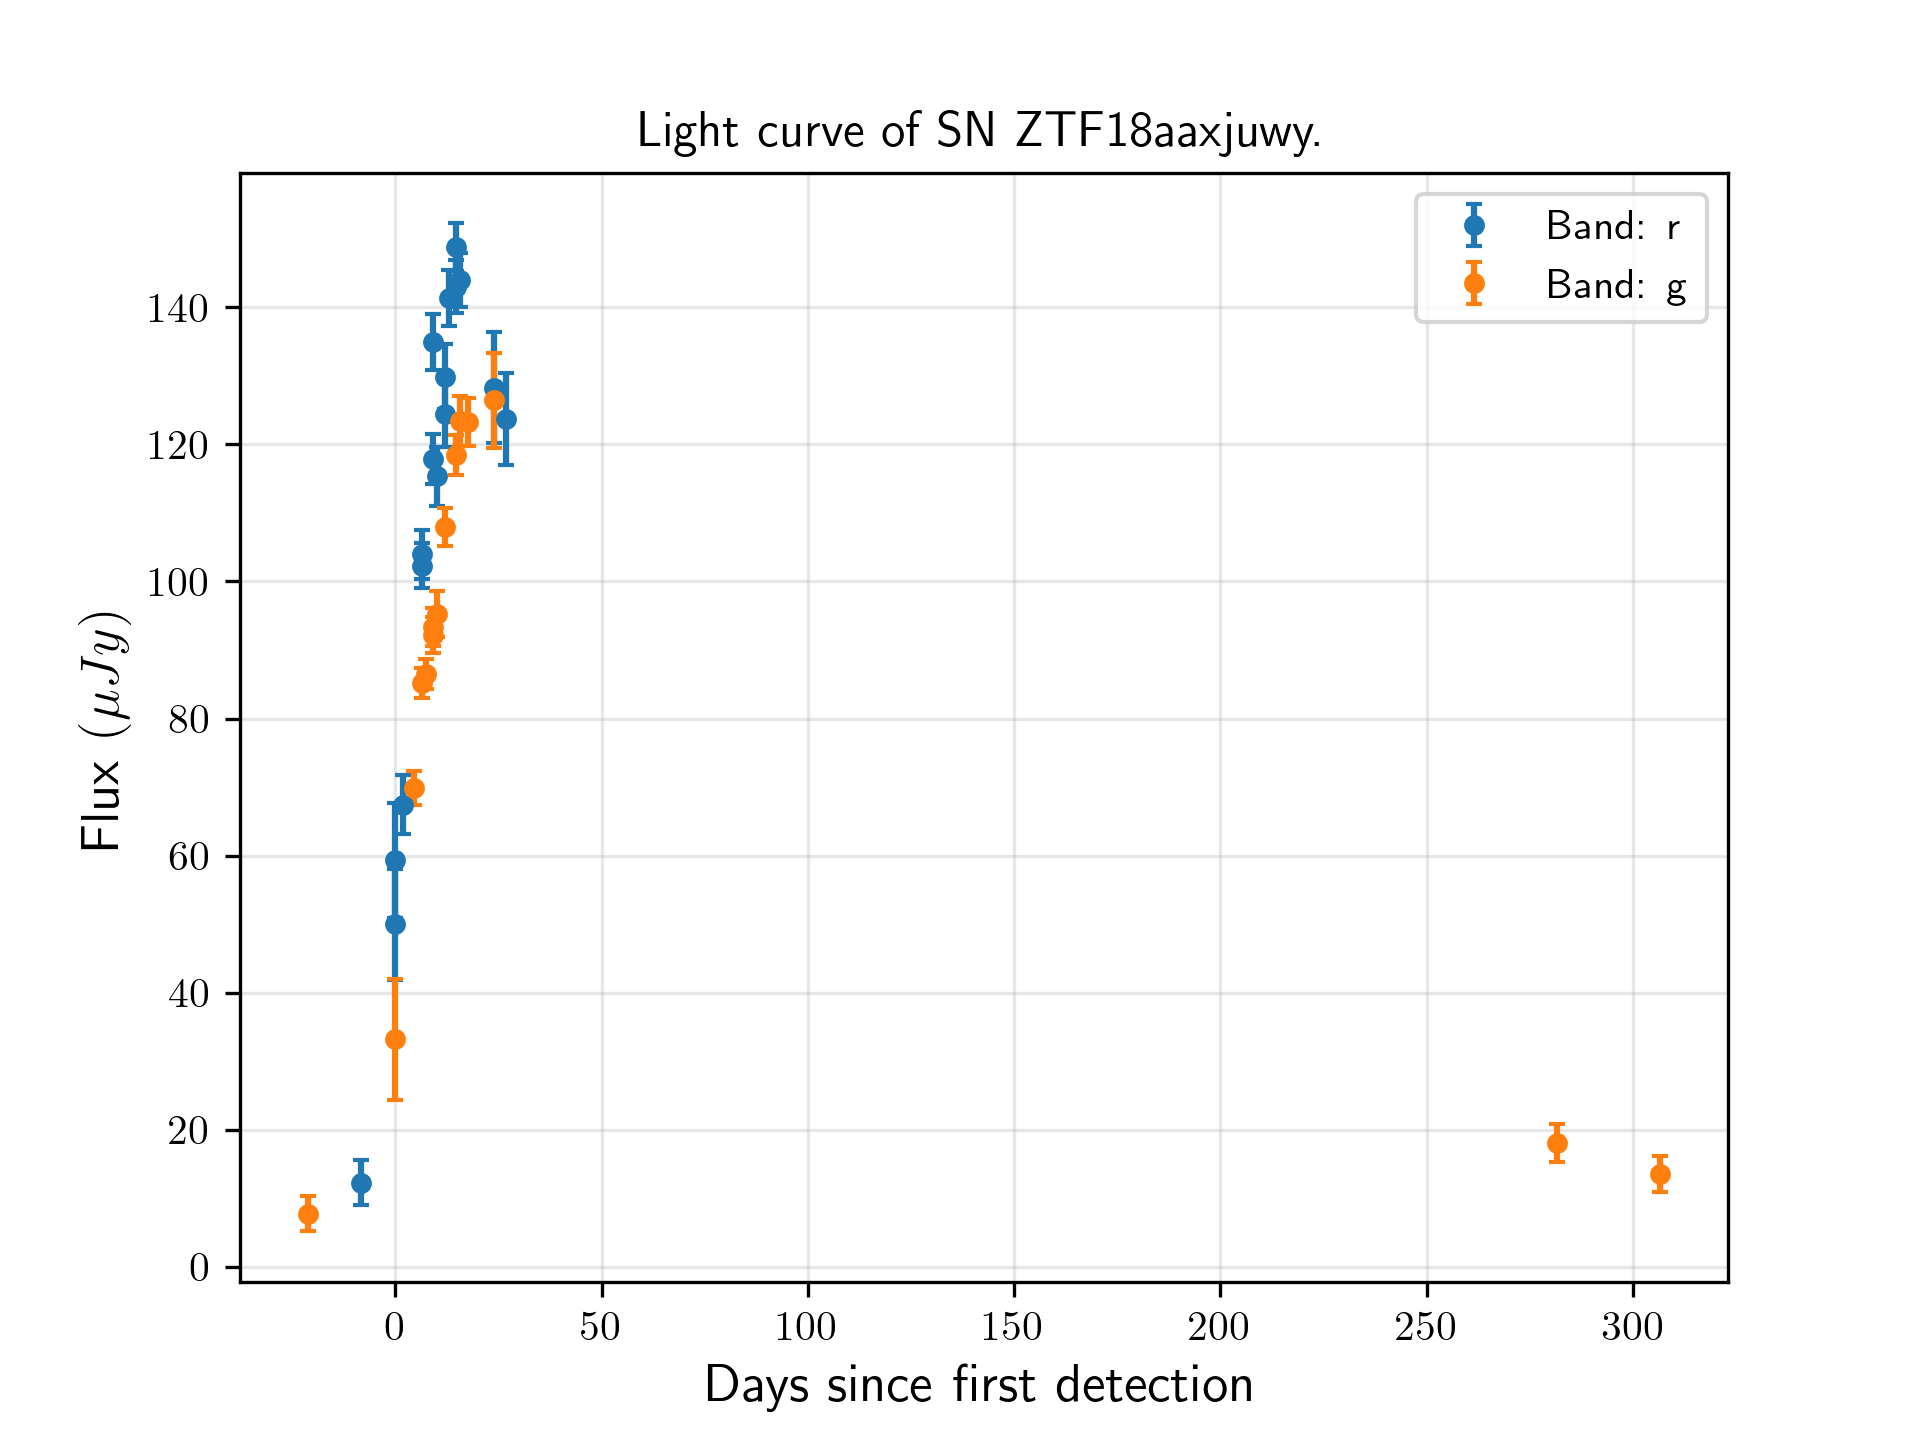 Light curve of SN ZTF18aaxjuwy.
Band: r
Band: g
140
120
100
80
60
40
20
0
Flux (μJy)
0 50 100 150 200 250 300
Days since first detection